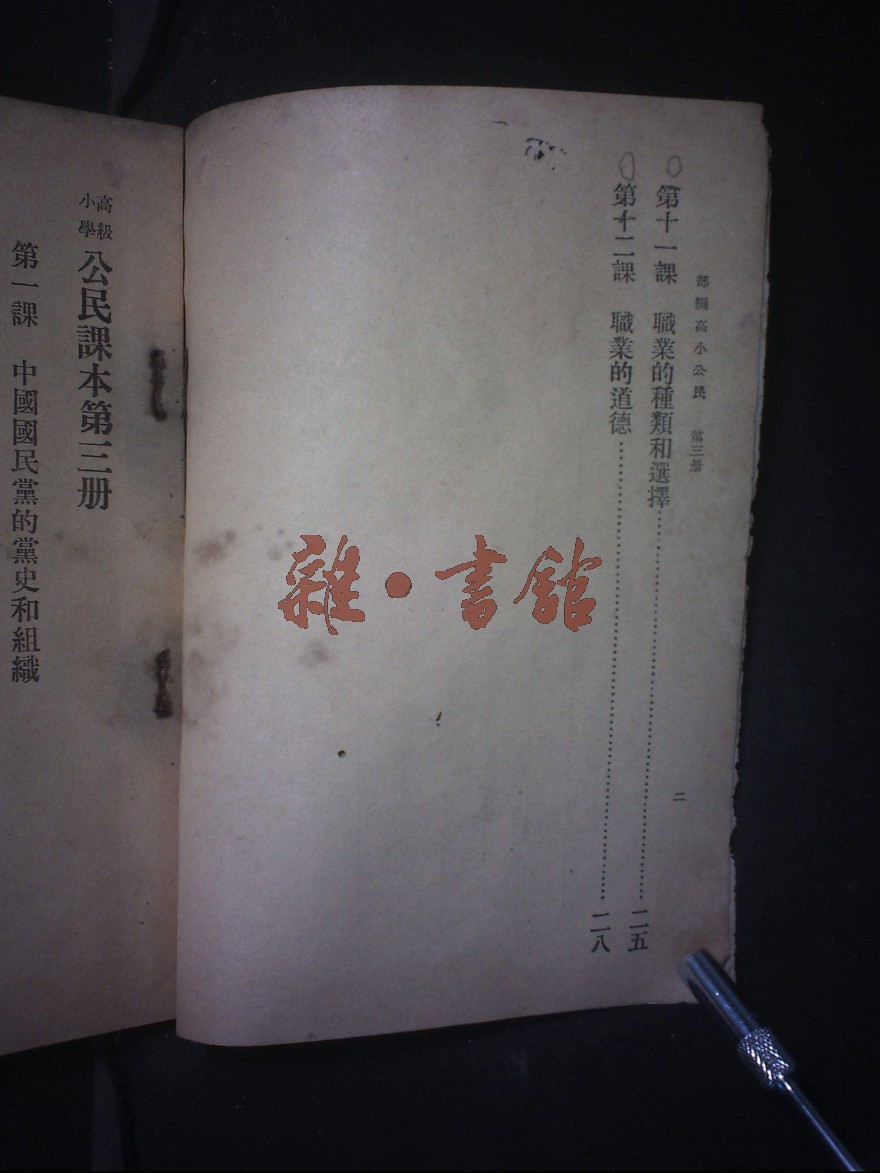 部編高小公民 第三册
二
第十一課 職業的種類和選擇……二五
第十二課 職業的道德……二八
雜·書館
高級小學 公民課本第三册
第一課 中國國民黨的黨史和組織